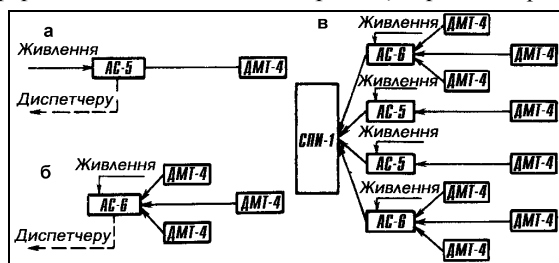 а
Живлення
АС-5
ДМТ-4
Диспетчеру
б
Живлення
АС-6
ДМТ-4
ДМТ-4
ДМТ-4
Диспетчеру
в
СПИ-1
Живлення
АС-6
ДМТ-4
ДМТ-4
ДМТ-4
Живлення
АС-5
ДМТ-4
Живлення
АС-5
ДМТ-4
Живлення
АС-6
ДМТ-4
ДМТ-4
ДМТ-4